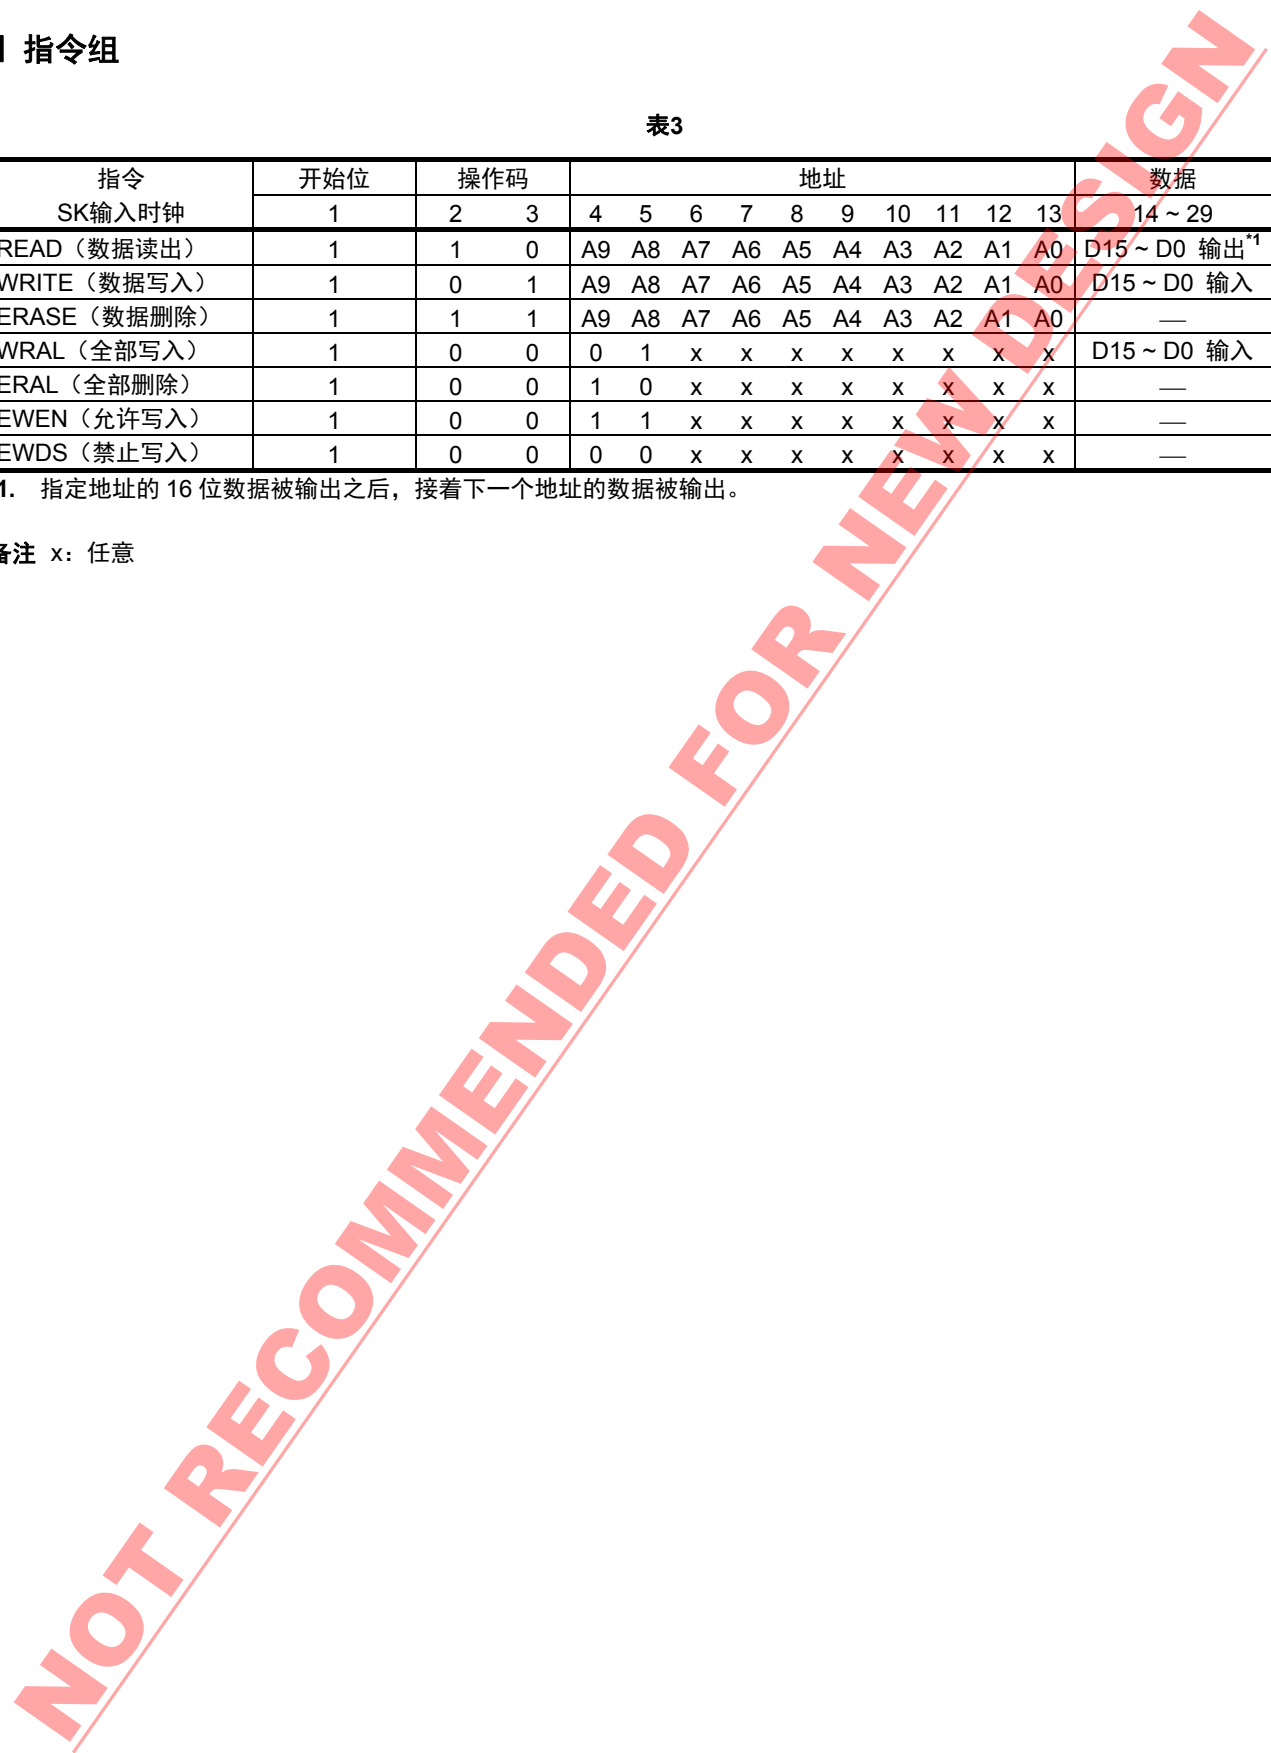 指令组
表3
指令 开始位 操作码 地址 数据
SK输入时钟 1 2 3 4 5 6 7 8 9 10 11 12 13 14 ~ 29
READ（数据读出） 1 1 0 A9 A8 A7 A6 A5 A4 A3 A2 A1 A0 D15 ~ D0 输出*1
WRITE（数据写入） 1 0 1 A9 A8 A7 A6 A5 A4 A3 A2 A1 A0 D15 ~ D0 输入
ERASE（数据删除） 1 1 1 A9 A8 A7 A6 A5 A4 A3 A2 A1 A0 —
WRAL（全部写入） 1 0 0 0 1 x x x x x x x x D15 ~ D0 输入
ERAL（全部删除） 1 0 0 1 0 x x x x x x x x —
EWEN（允许写入） 1 0 0 1 1 x x x x x x x x —
EWDS（禁止写入） 1 0 0 0 0 x x x x x x x x —
1. 指定地址的 16 位数据被输出之后，接着下一个地址的数据被输出。
备注 x：任意
NOT RECOMMENDED FOR NEW DESIGN